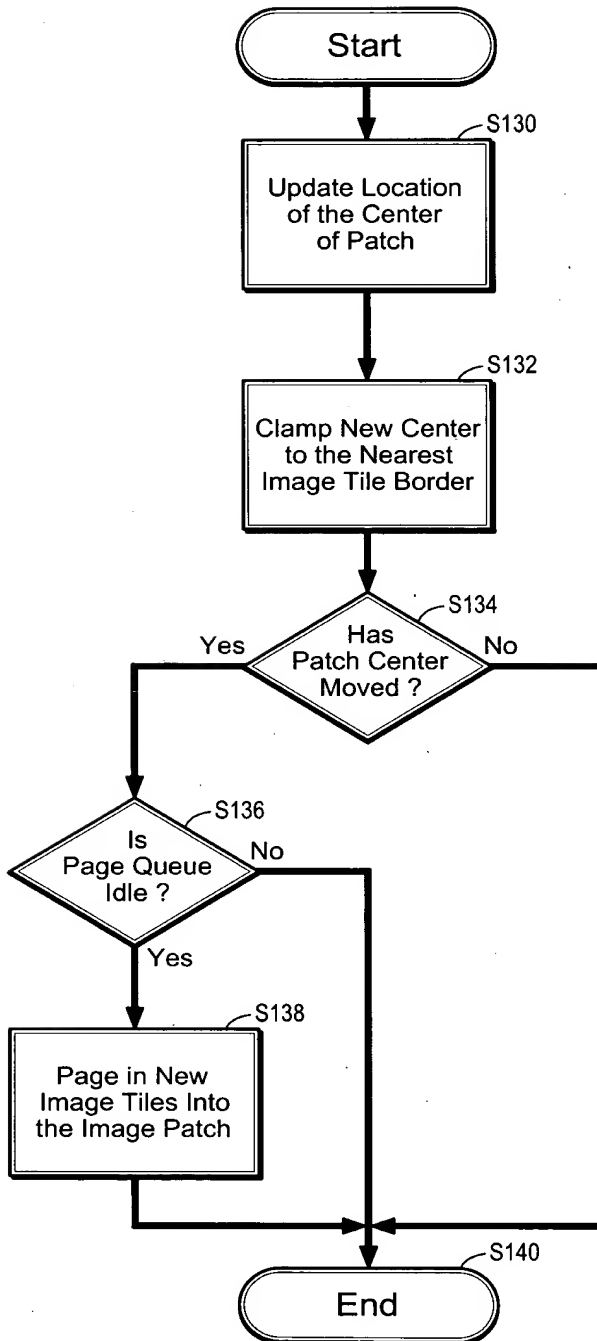 Start
S130
Update Location
of the Center
of Patch
S132
Clamp New Center
to the Nearest
Image Tile Border
S134
Has
Patch Center
Moved ?
Yes
No
S136
Is
Page Queue
Idle ?
No
Yes
S138
Page in New
Image Tiles Into
the Image Patch
S140
End